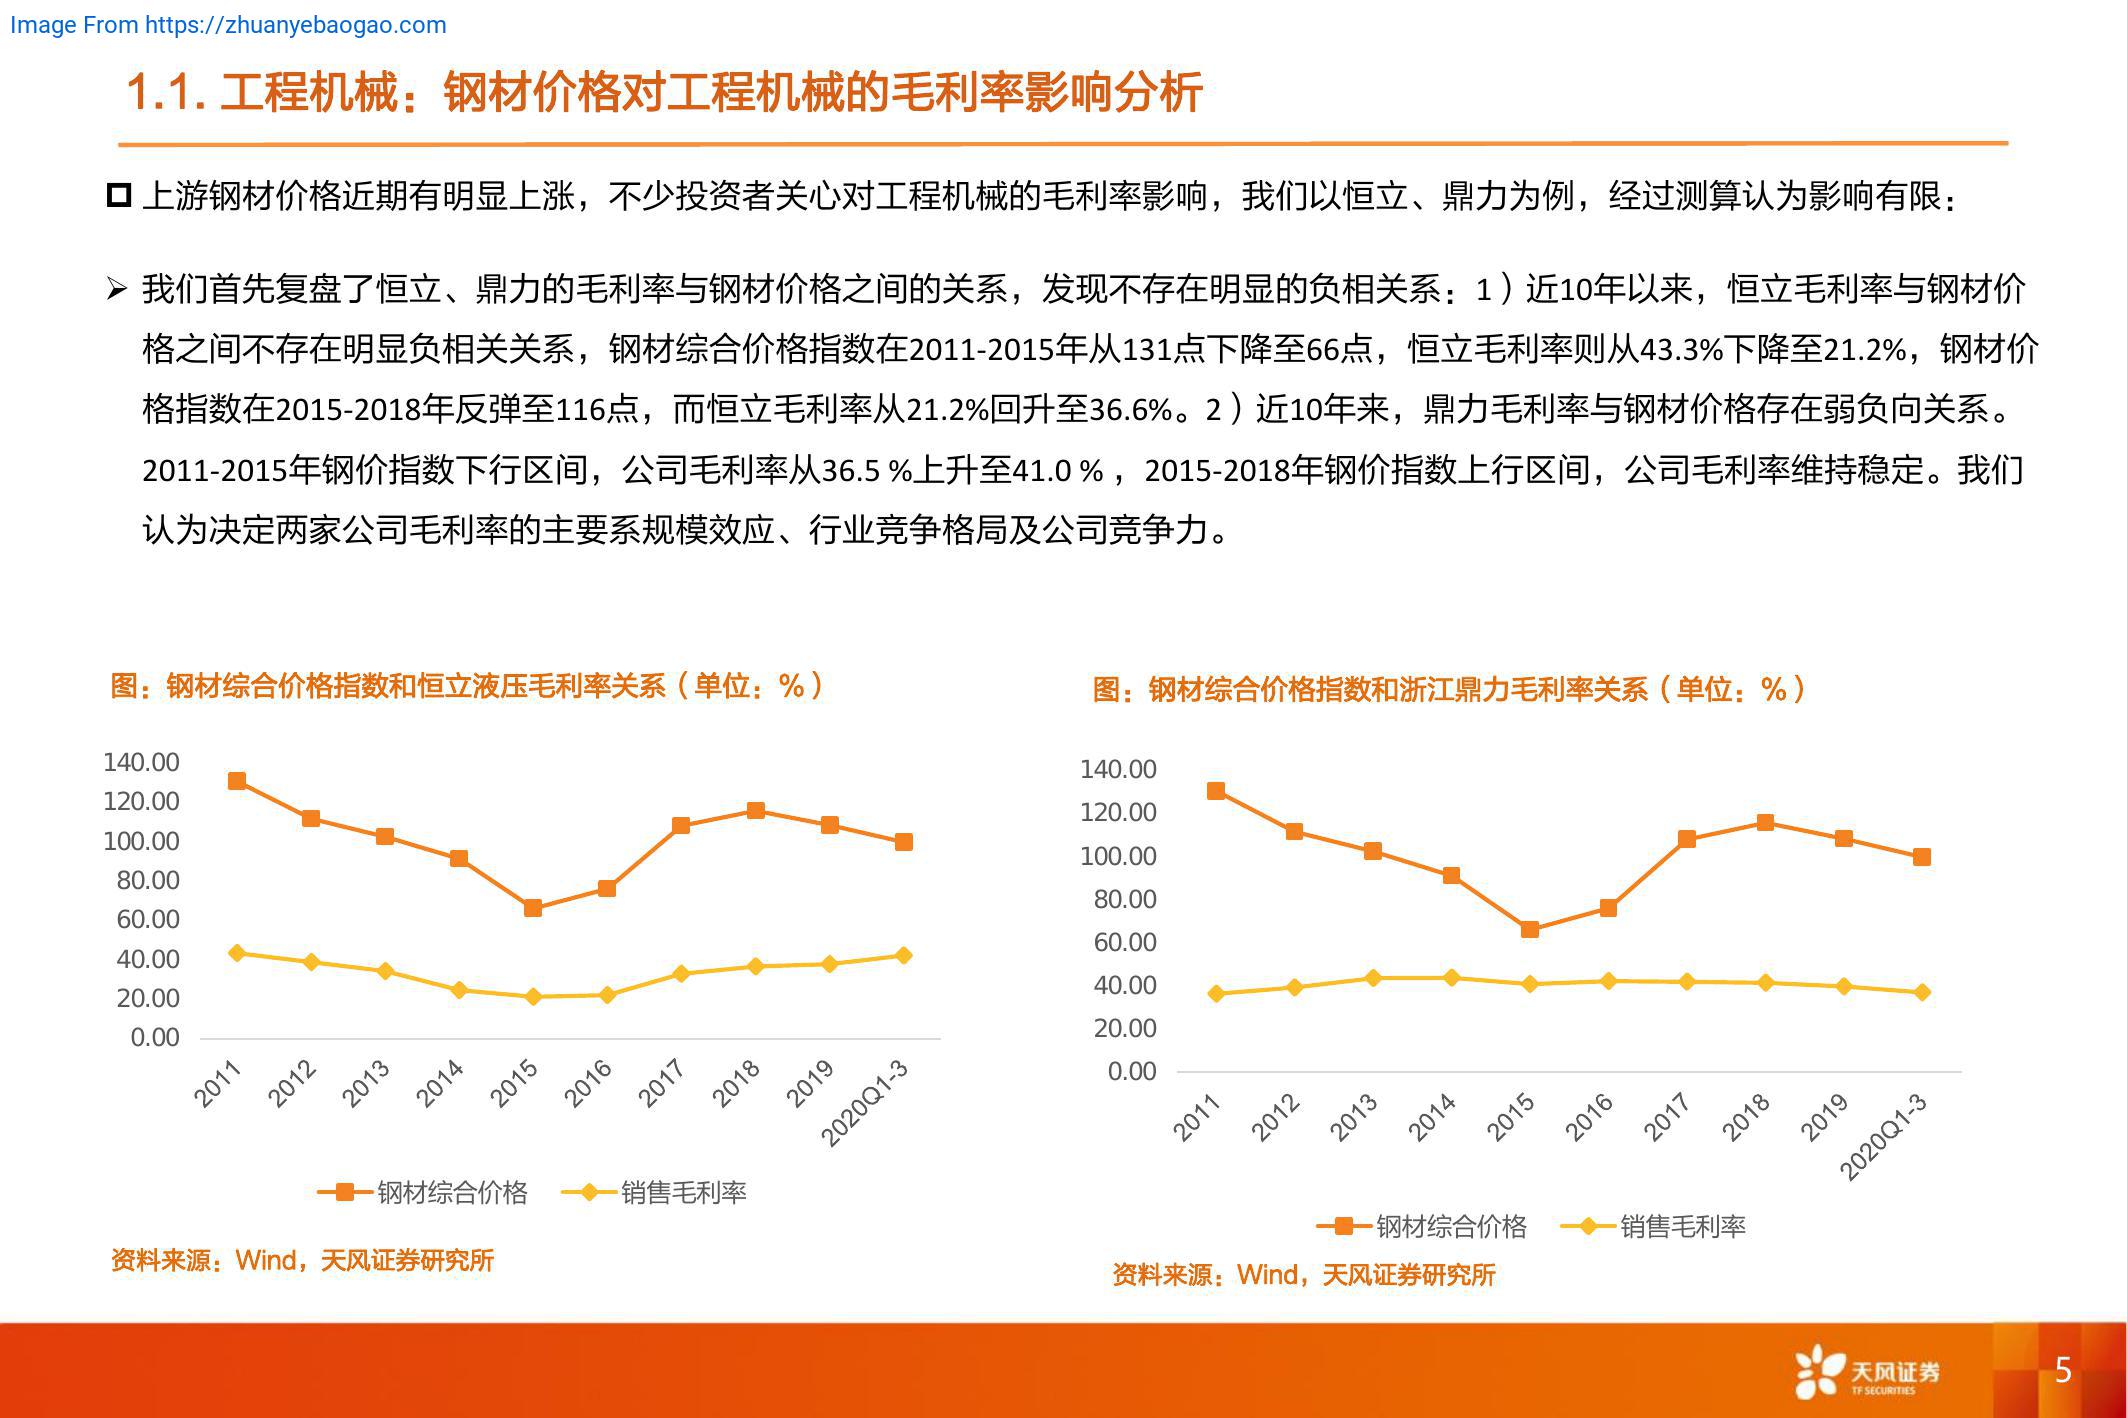 Image From https://zhuanyebaogao.com
1.1. 工程机械：钢材价格对工程机械的毛利率影响分析
上游钢材价格近期有明显上涨，不少投资者关心对工程机械的毛利率影响，我们以恒立、鼎力为例，经过测算认为影响有限：
我们首先复盘了恒立、鼎力的毛利率与钢材价格之间的关系，发现不存在明显的负相关系：1）近10年以来，恒立毛利率与钢材价
格之间不存在明显负相关关系，钢材综合价格指数在2011-2015年从131点下降至66点，恒立毛利率则从43.3%下降至21.2%，钢材价
格指数在2015-2018年反弹至116点，而恒立毛利率从21.2%回升至36.6%。2）近10年来，鼎力毛利率与钢材价格存在弱负向关系。
2011-2015年钢价指数下行区间，公司毛利率从36.5 %上升至41.0 %，2015-2018年钢价指数上行区间，公司毛利率维持稳定。我们
认为决定两家公司毛利率的主要系规模效应、行业竞争格局及公司竞争力。
图：钢材综合价格指数和恒立液压毛利率关系（单位：%）
140.00
120.00
100.00
80.00
60.00
40.00
20.00
0.00
2011
2012
2013
2014
2015
2016
2017
2018
2019
2020Q1-3
钢材综合价格
销售毛利率
资料来源：Wind，天风证券研究所
图：钢材综合价格指数和浙江鼎力毛利率关系（单位：%）
140.00
120.00
100.00
80.00
60.00
40.00
20.00
0.00
2011
2012
2013
2014
2015
2016
2017
2018
2019
2020Q1-3
钢材综合价格
销售毛利率
资料来源：Wind，天风证券研究所
天风证券
TF SECURITIES
5